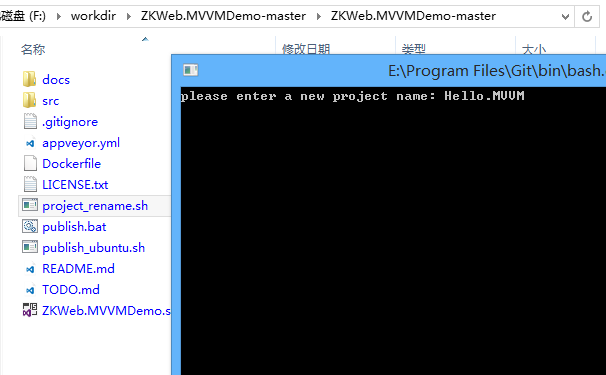 磁盘 (F:) workdir ZKWeb.MVVMDemo-master ZKWeb.MVVMDemo-master
名称 修改日期 类型 大小
E:\Program Files\Git\bin\bash.
please enter a new project name: Hello.MVVM
docs
src
.gitignore
appveyor.yml
Dockerfile
LICENSE.txt
project_rename.sh
publish.bat
publish_ubuntu.sh
README.md
TODO.md
ZKWeb.MVVMDemo.s